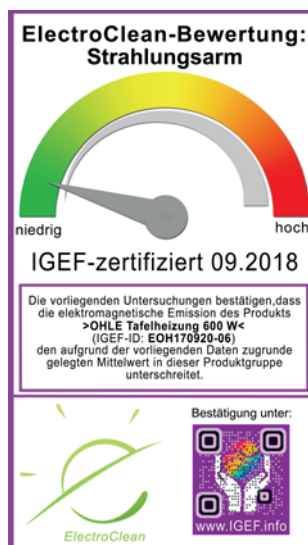 ElectroClean-Bewertung:
Strahlungsarm
niedrig
hoch
IGEF-zertifiziert 09.2018
Die vorliegenden Untersuchungen bestätigen,dass
die elektromagnetische Emission des Produkts
>OHLE Tafelheizung 600 W<
(IGEF-ID: EOH170920-06)
den aufgrund der vorliegenden Daten zugrunde
gelegten Mittelwert in dieser Produktgruppe
unterschreitet.
Bestätigung unter:
ElectroClean
www.IGEF.info